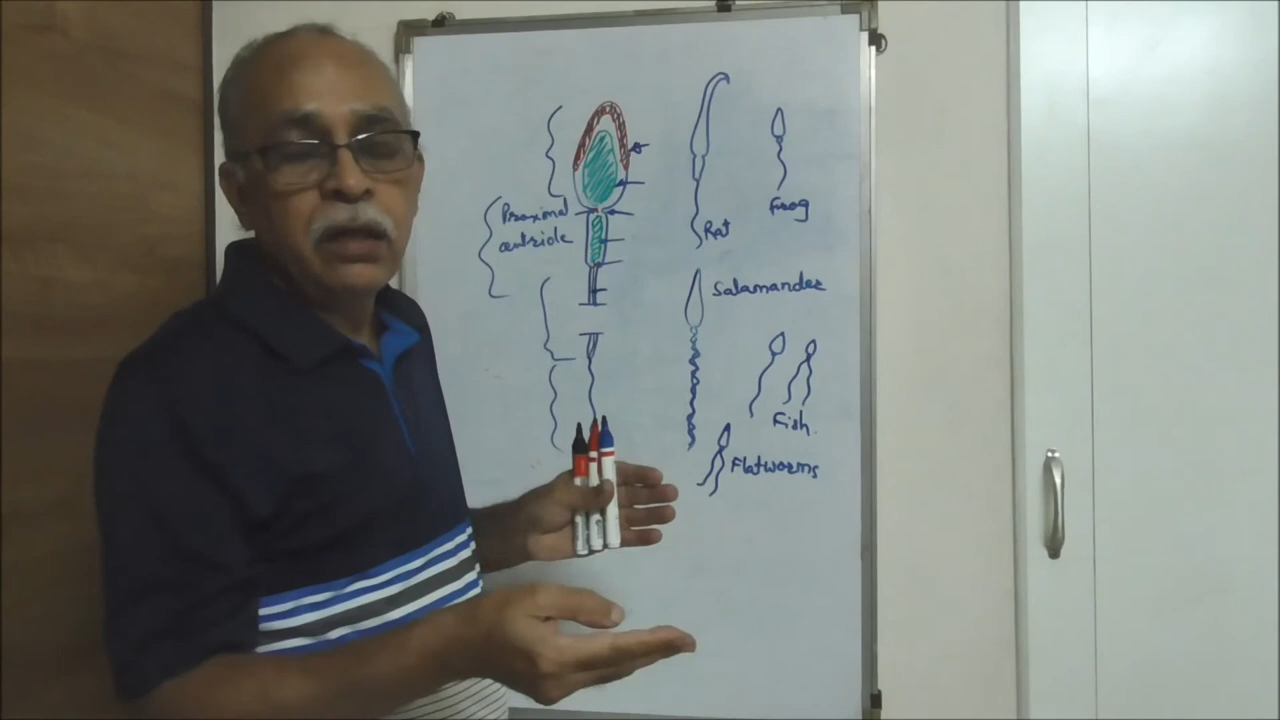 Proximal
centriole
Rat
Frog
Salamander
Fish.
Flatworms